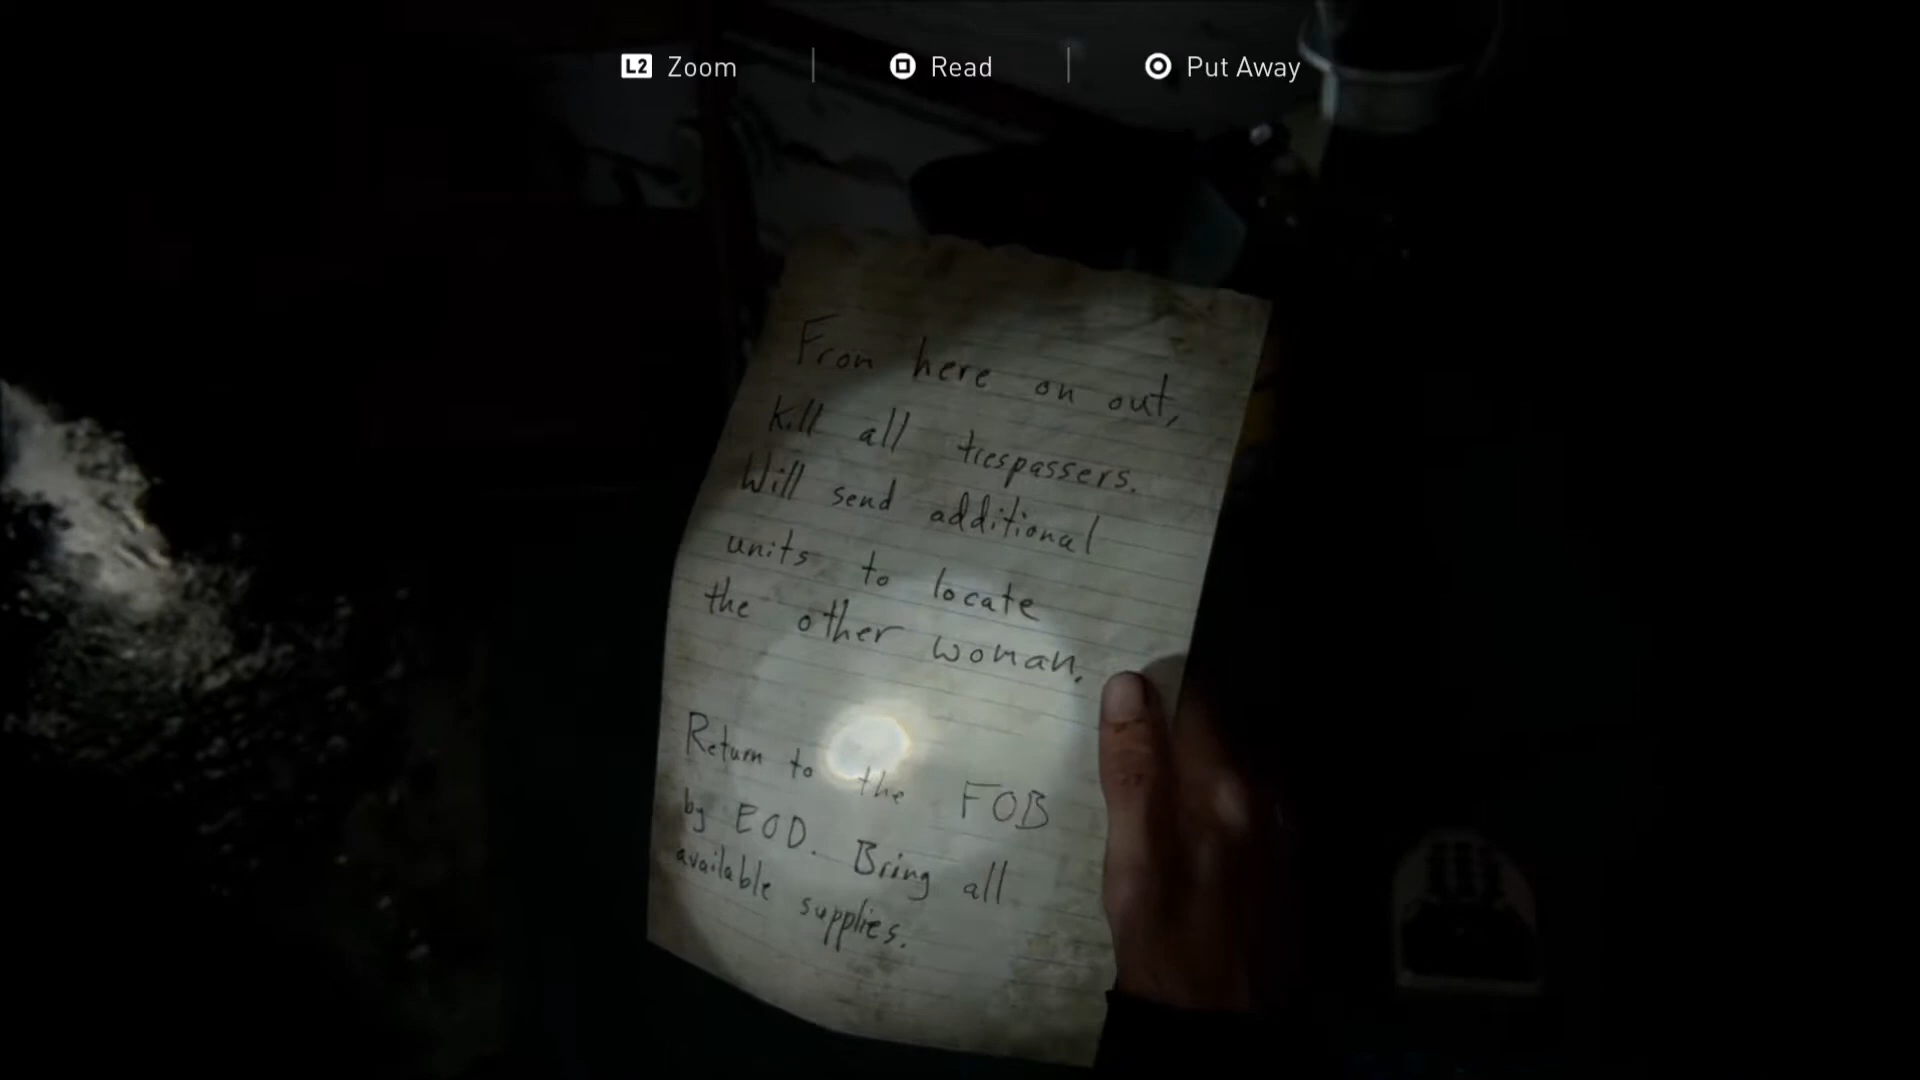 L2 Zoom | Read | Put Away
From here on out,
kill all trespassers.
Will send additional
units to locate
the other woman.
Return to the FOB
by EOD. Bring all
available supplies.